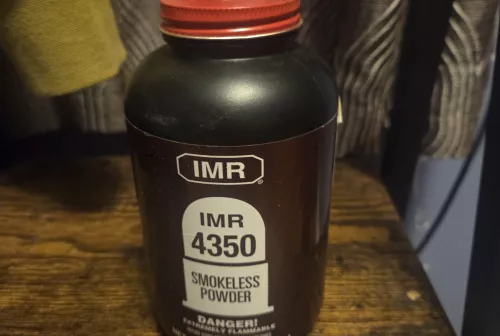 IMR
IMR
4350
SMOKELESS
POWDER
DANGER!
EXTREMELY FLAMMABLE